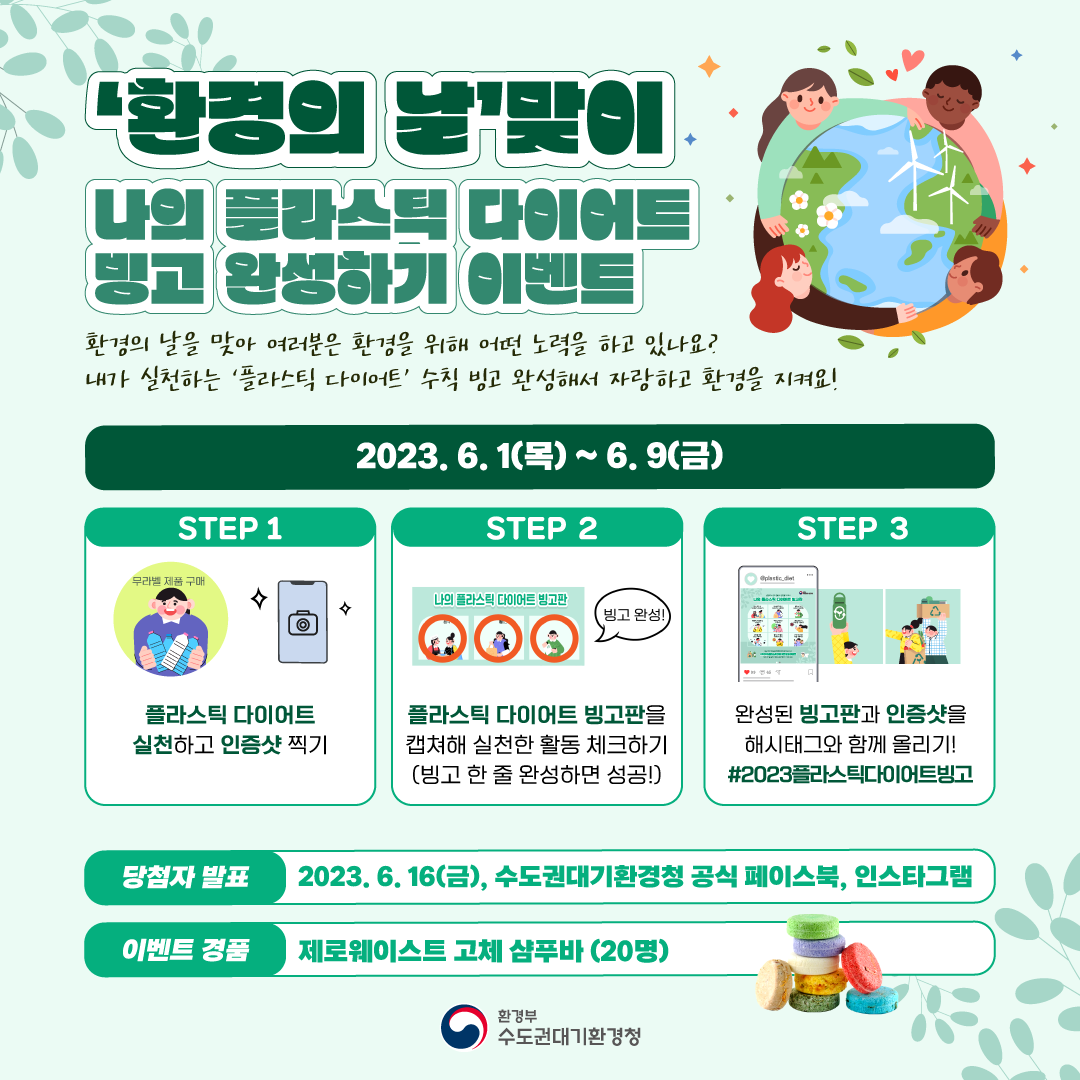 ‘환경의 날’맞이
나의 플라스틱 다이어트
빙고 완성하기 이벤트
환경의 날을 맞아 여러분은 환경을 위해 어떤 노력을 하고 있나요?
내가 실천하는 ‘플라스틱 다이어트’ 수칙 빙고 완성해서 자랑하고 환경을 지켜요!
2023. 6. 1(목) ~ 6. 9(금)
STEP 1
무라벨 제품 구매
플라스틱 다이어트
실천하고 인증샷 찍기
STEP 2
나의 플라스틱 다이어트 빙고판
빙고 완성!
플라스틱 다이어트 빙고판을
캡쳐해 실천한 활동 체크하기
(빙고 한 줄 완성하면 성공!)
STEP 3
@plastic_diet
나의 플라스틱 다이어트 빙고판
완성된 빙고판과 인증샷을
해시태그와 함께 올리기!
#2023플라스틱다이어트빙고
당첨자 발표
2023. 6. 16(금), 수도권대기환경청 공식 페이스북, 인스타그램
이벤트 경품
제로웨이스트 고체 샴푸바 (20명)
환경부
수도권대기환경청